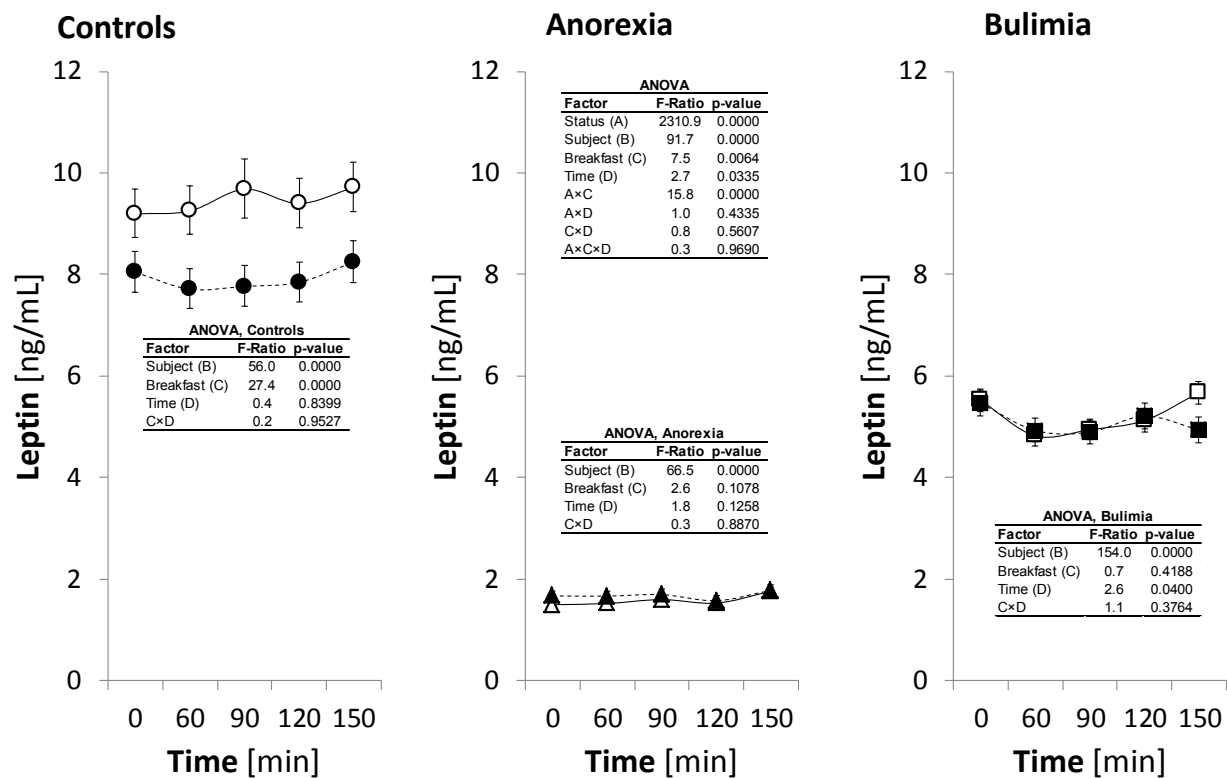 Controls
12
10
8
6
4
2
0
Leptin [ng/mL]
ANOVA, Controls
Factor F-Ratio p-value
Subject (B) 56.0 0.0000
Breakfast (C) 27.4 0.0000
Time (D) 0.4 0.8399
C×D 0.2 0.9527
0 60 90 120 150
Time [min]
Anorexia
12
10
8
6
4
2
0
Leptin [ng/mL]
ANOVA
Factor F-Ratio p-value
Status (A) 2310.9 0.0000
Subject (B) 91.7 0.0000
Breakfast (C) 7.5 0.0064
Time (D) 2.7 0.0335
A×C 15.8 0.0000
A×D 1.0 0.4335
C×D 0.8 0.5607
A×C×D 0.3 0.9690
ANOVA, Anorexia
Factor F-Ratio p-value
Subject (B) 66.5 0.0000
Breakfast (C) 2.6 0.1078
Time (D) 1.8 0.1258
C×D 0.3 0.8870
0 60 90 120 150
Time [min]
Bulimia
12
10
8
6
4
2
0
Leptin [ng/mL]
ANOVA, Bulimia
Factor F-Ratio p-value
Subject (B) 154.0 0.0000
Breakfast (C) 0.7 0.4188
Time (D) 2.6 0.0400
C×D 1.1 0.3764
0 60 90 120 150
Time [min]